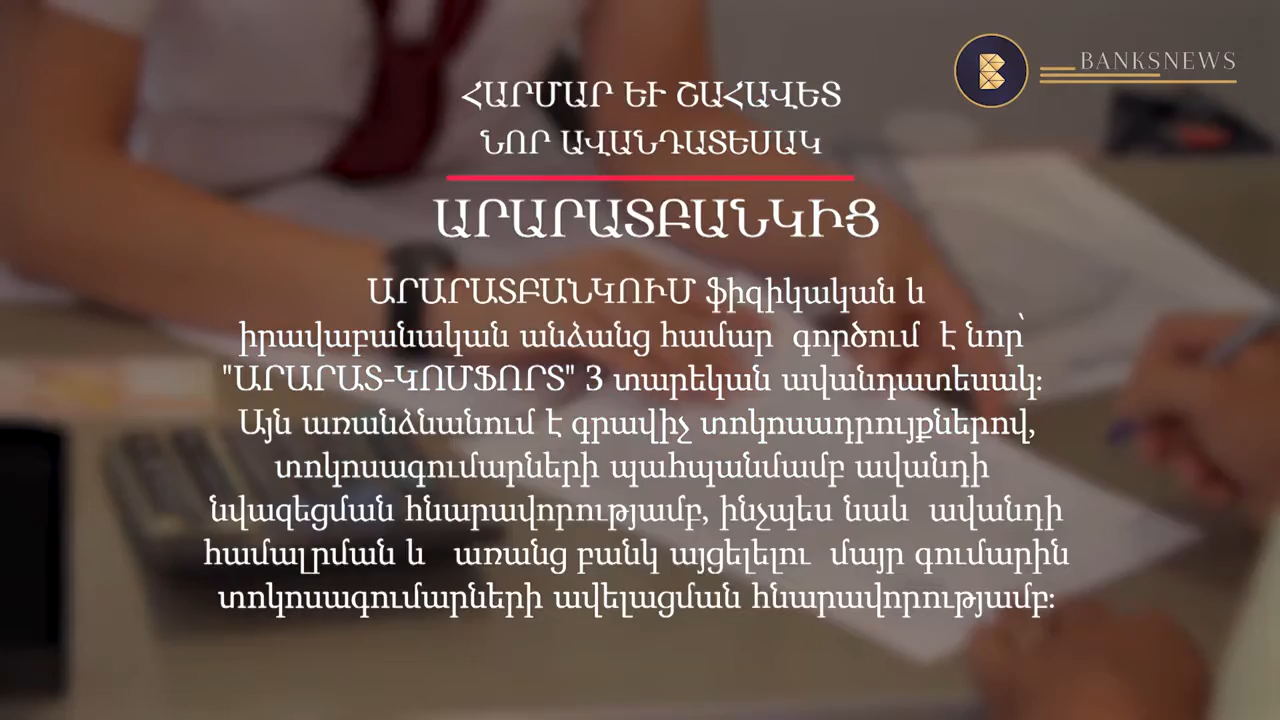 BANKSNEWS
ՀԱՐՄԱՐ ԵՒ ՇԱՀԱՎԵՏ
ՆՈՐ ԱՎԱՆԴԱՏԵՍԱԿ
ԱՐԱՐԱՏԲԱՆԿԻՑ
ԱՐԱՐԱՏԲԱՆԿՈՒՄ ֆիզիկական և
իրավաբանական անձանց համար գործում է նոր՝
"ԱՐԱՐԱՏ-ԿՈՄՖՈՐՏ" 3 տարեկան ավանդատեսակ։
Այն առանձնանում է գրավիչ տոկոսադրույքներով,
տոկոսագումարների պահպանմամբ ավանդի
նվազեցման հնարավորությամբ, ինչպես նաև ավանդի
համալրման և առանց բանկ այցելելու մայր գումարին
տոկոսագումարների ավելացման հնարավորությամբ։